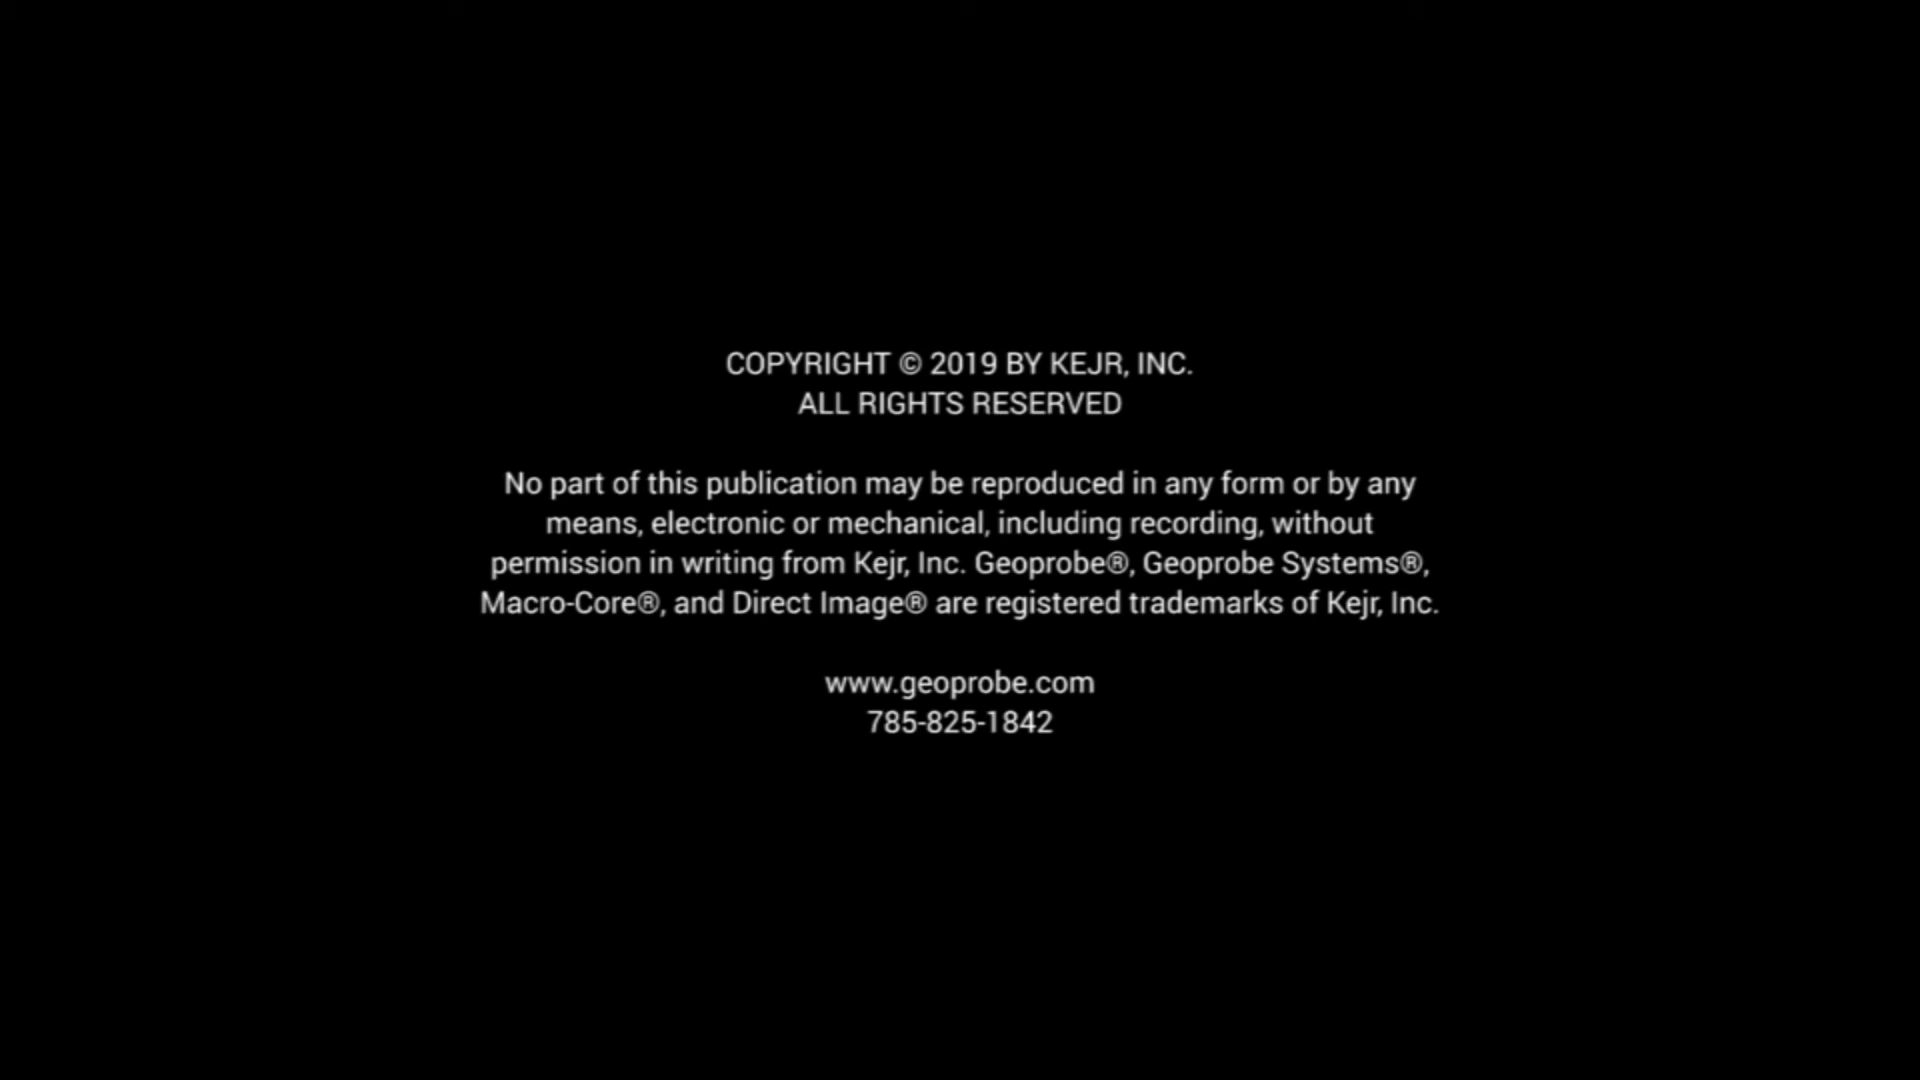 COPYRIGHT © 2019 BY KEJR, INC.
ALL RIGHTS RESERVED
No part of this publication may be reproduced in any form or by any
means, electronic or mechanical, including recording, without
permission in writing from Kejr, Inc. Geoprobe®, Geoprobe Systems®,
Macro-Core®, and Direct Image® are registered trademarks of Kejr, Inc.
www.geoprobe.com
785-825-1842